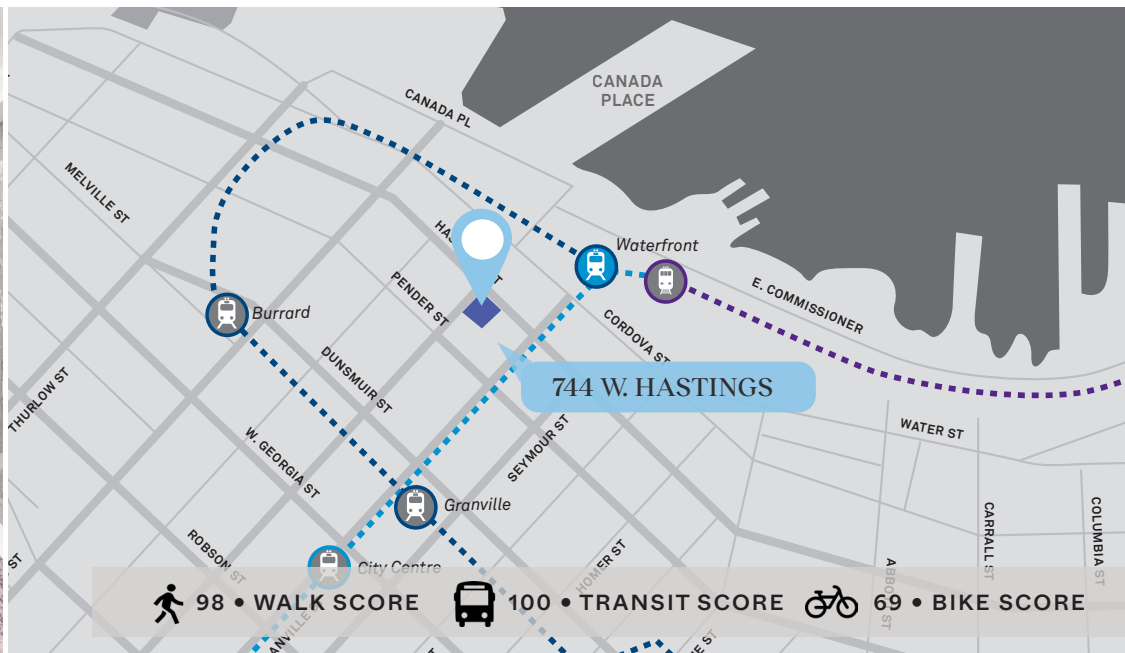 CANADA
PLACE
CANADA PL
MELVILLE ST
Waterfront
PENDER ST
E. COMMISSIONER
Burrard
CORDOVA ST
DUNSMUIR ST
744 W. HASTINGS
THURLOW ST
WATER ST
SEYMOUR ST
W. GEORGIA ST
Granville
CARRALL ST
COLUMBIA ST
ROBSON ST
HOMER ST
City Centre
ST
98 • WALK SCORE
100 • TRANSIT SCORE
69 • BIKE SCORE